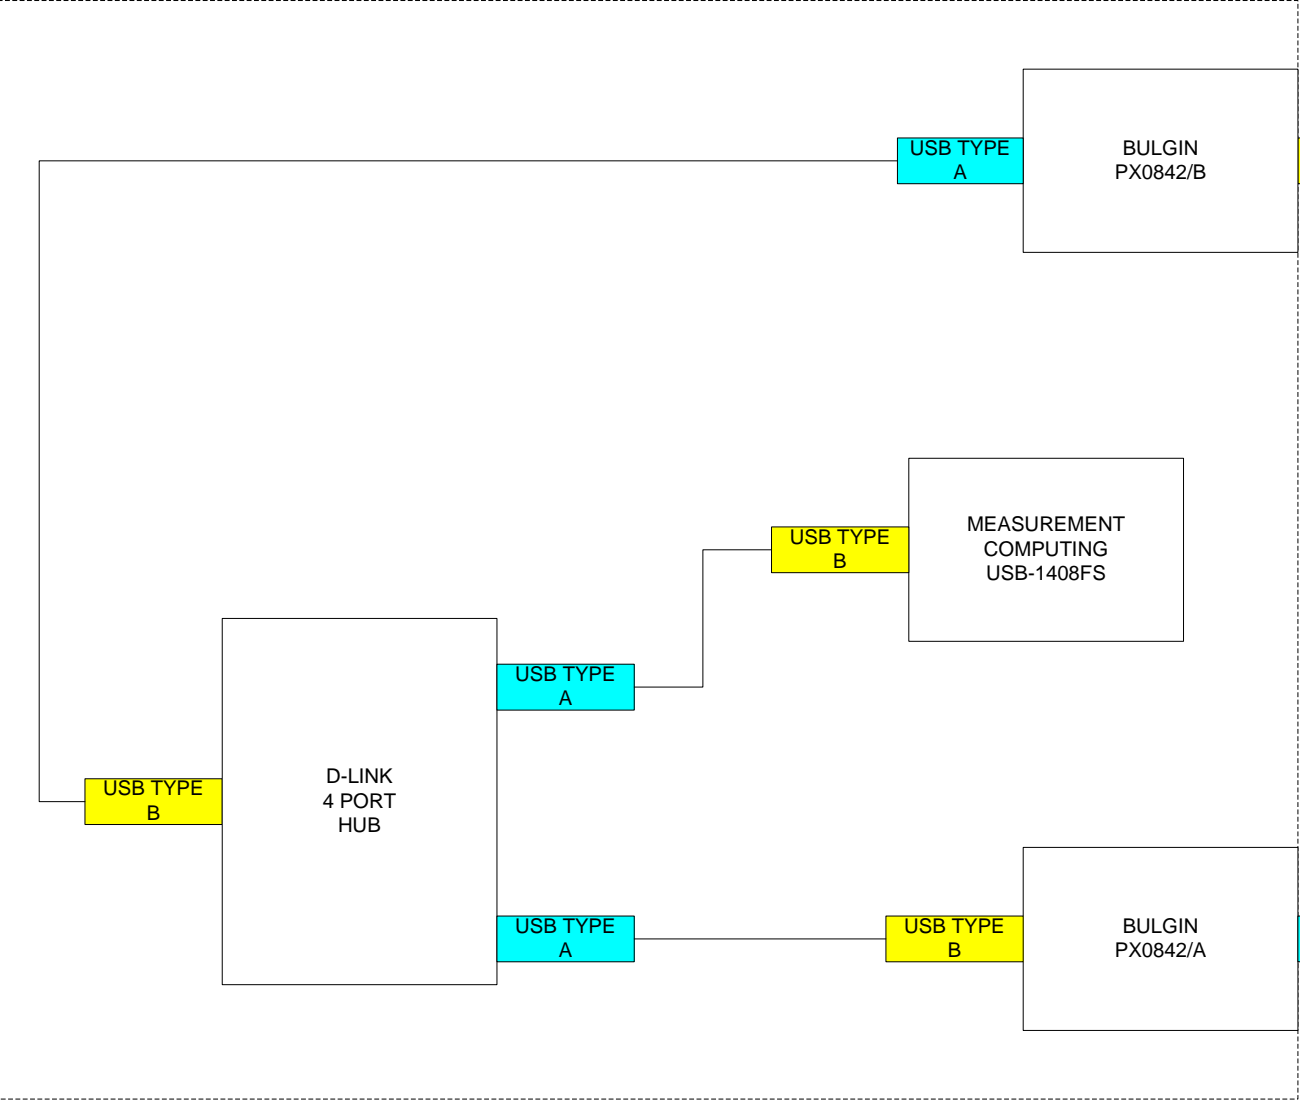 USB TYPE
A
BULGIN
PX0842/B
USB TYPE
B
MEASUREMENT
COMPUTING
USB-1408FS
USB TYPE
A
USB TYPE
B
D-LINK
4 PORT
HUB
USB TYPE
A
USB TYPE
B
BULGIN
PX0842/A